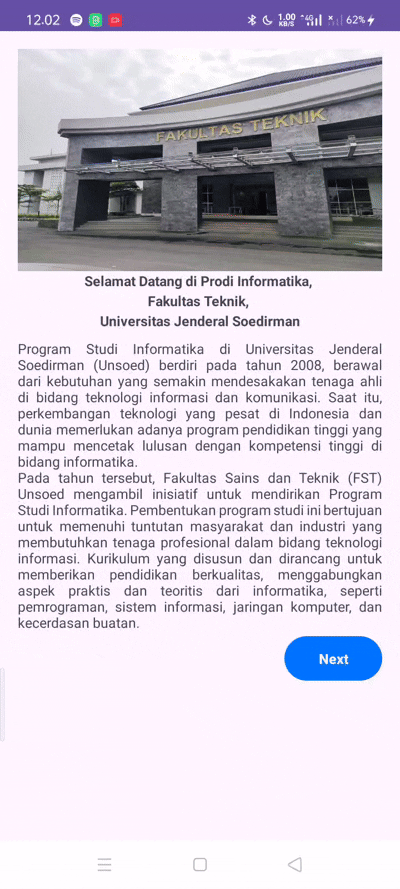 12.02
1.00
KB/S
4G
62%
FAKULTAS TEKNIK
Selamat Datang di Prodi Informatika,
Fakultas Teknik,
Universitas Jenderal Soedirman
Program Studi Informatika di Universitas Jenderal
Soedirman (Unsoed) berdiri pada tahun 2008, berawal
dari kebutuhan yang semakin mendesakakan tenaga ahli
di bidang teknologi informasi dan komunikasi. Saat itu,
perkembangan teknologi yang pesat di Indonesia dan
dunia memerlukan adanya program pendidikan tinggi yang
mampu mencetak lulusan dengan kompetensi tinggi di
bidang informatika.
Pada tahun tersebut, Fakultas Sains dan Teknik (FST)
Unsoed mengambil inisiatif untuk mendirikan Program
Studi Informatika. Pembentukan program studi ini bertujuan
untuk memenuhi tuntutan masyarakat dan industri yang
membutuhkan tenaga profesional dalam bidang teknologi
informasi. Kurikulum yang disusun dan dirancang untuk
memberikan pendidikan berkualitas, menggabungkan
aspek praktis dan teoritis dari informatika, seperti
pemrograman, sistem informasi, jaringan komputer, dan
kecerdasan buatan.
Next